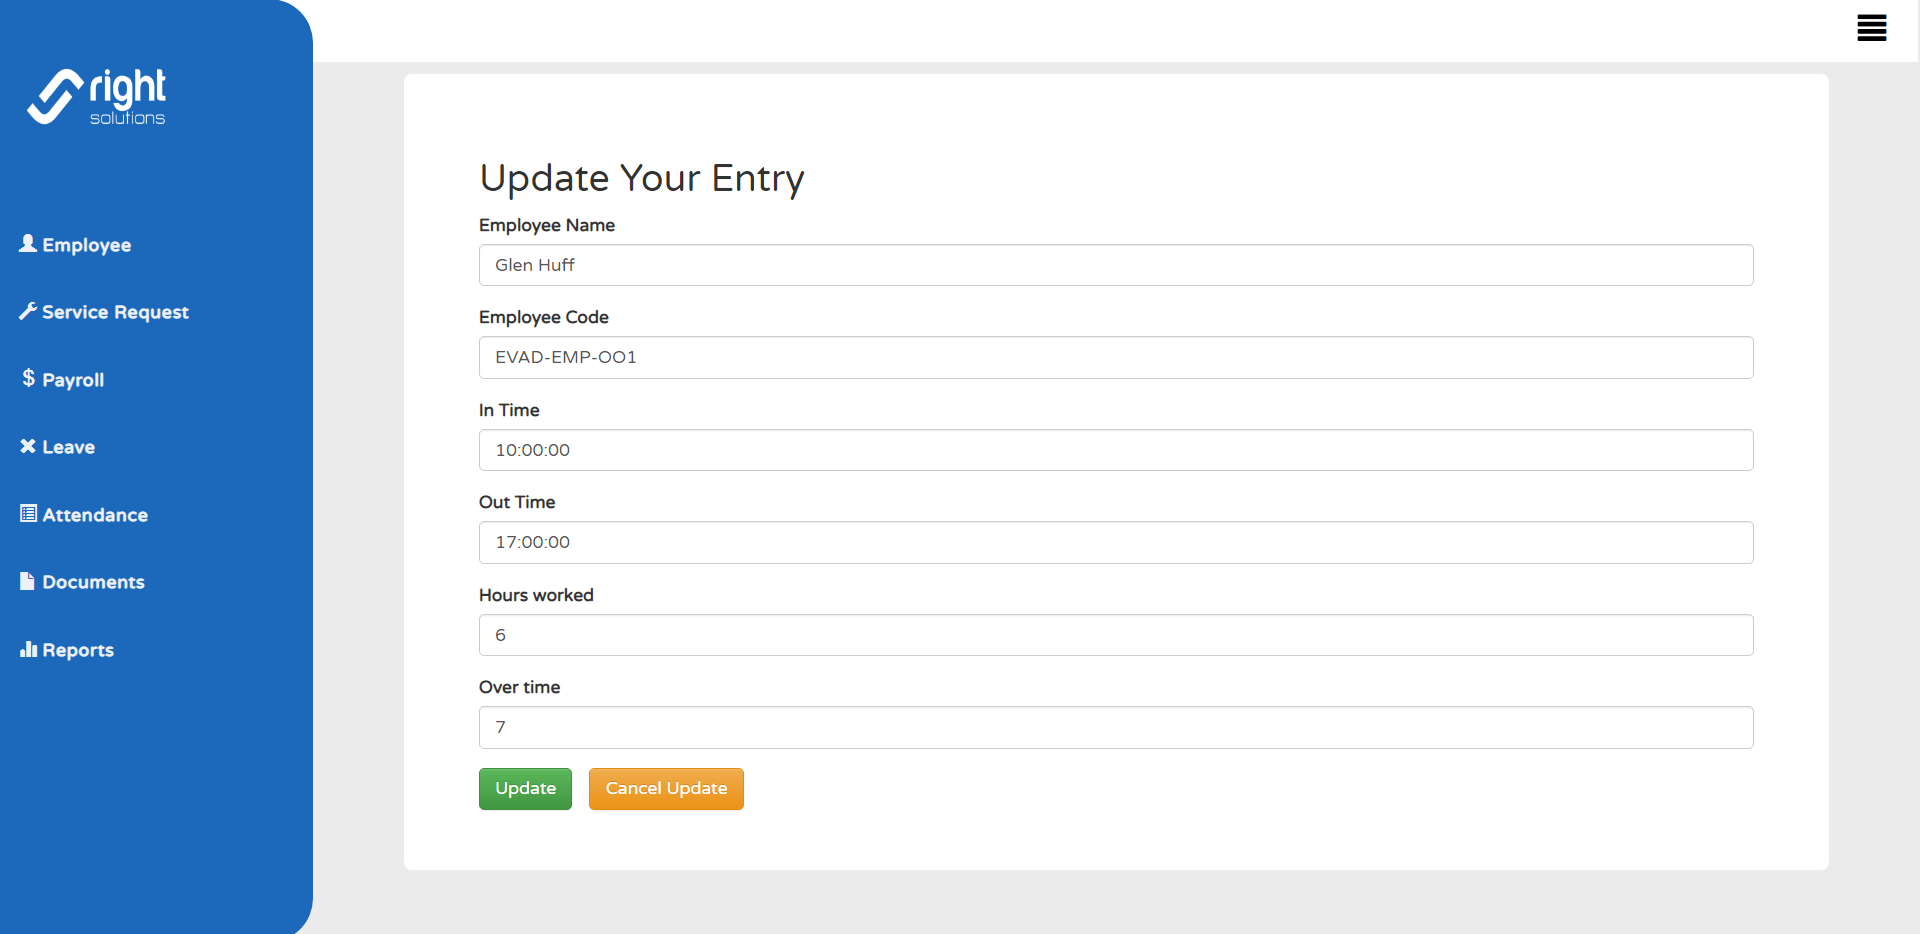 right
solutions
Employee
Service Request
$ Payroll
Leave
Attendance
Documents
Reports
Update Your Entry
Employee Name
Glen Huff
Employee Code
EVAD-EMP-OO1
In Time
10:00:00
Out Time
17:00:00
Hours worked
6
Over time
7
Update
Cancel Update